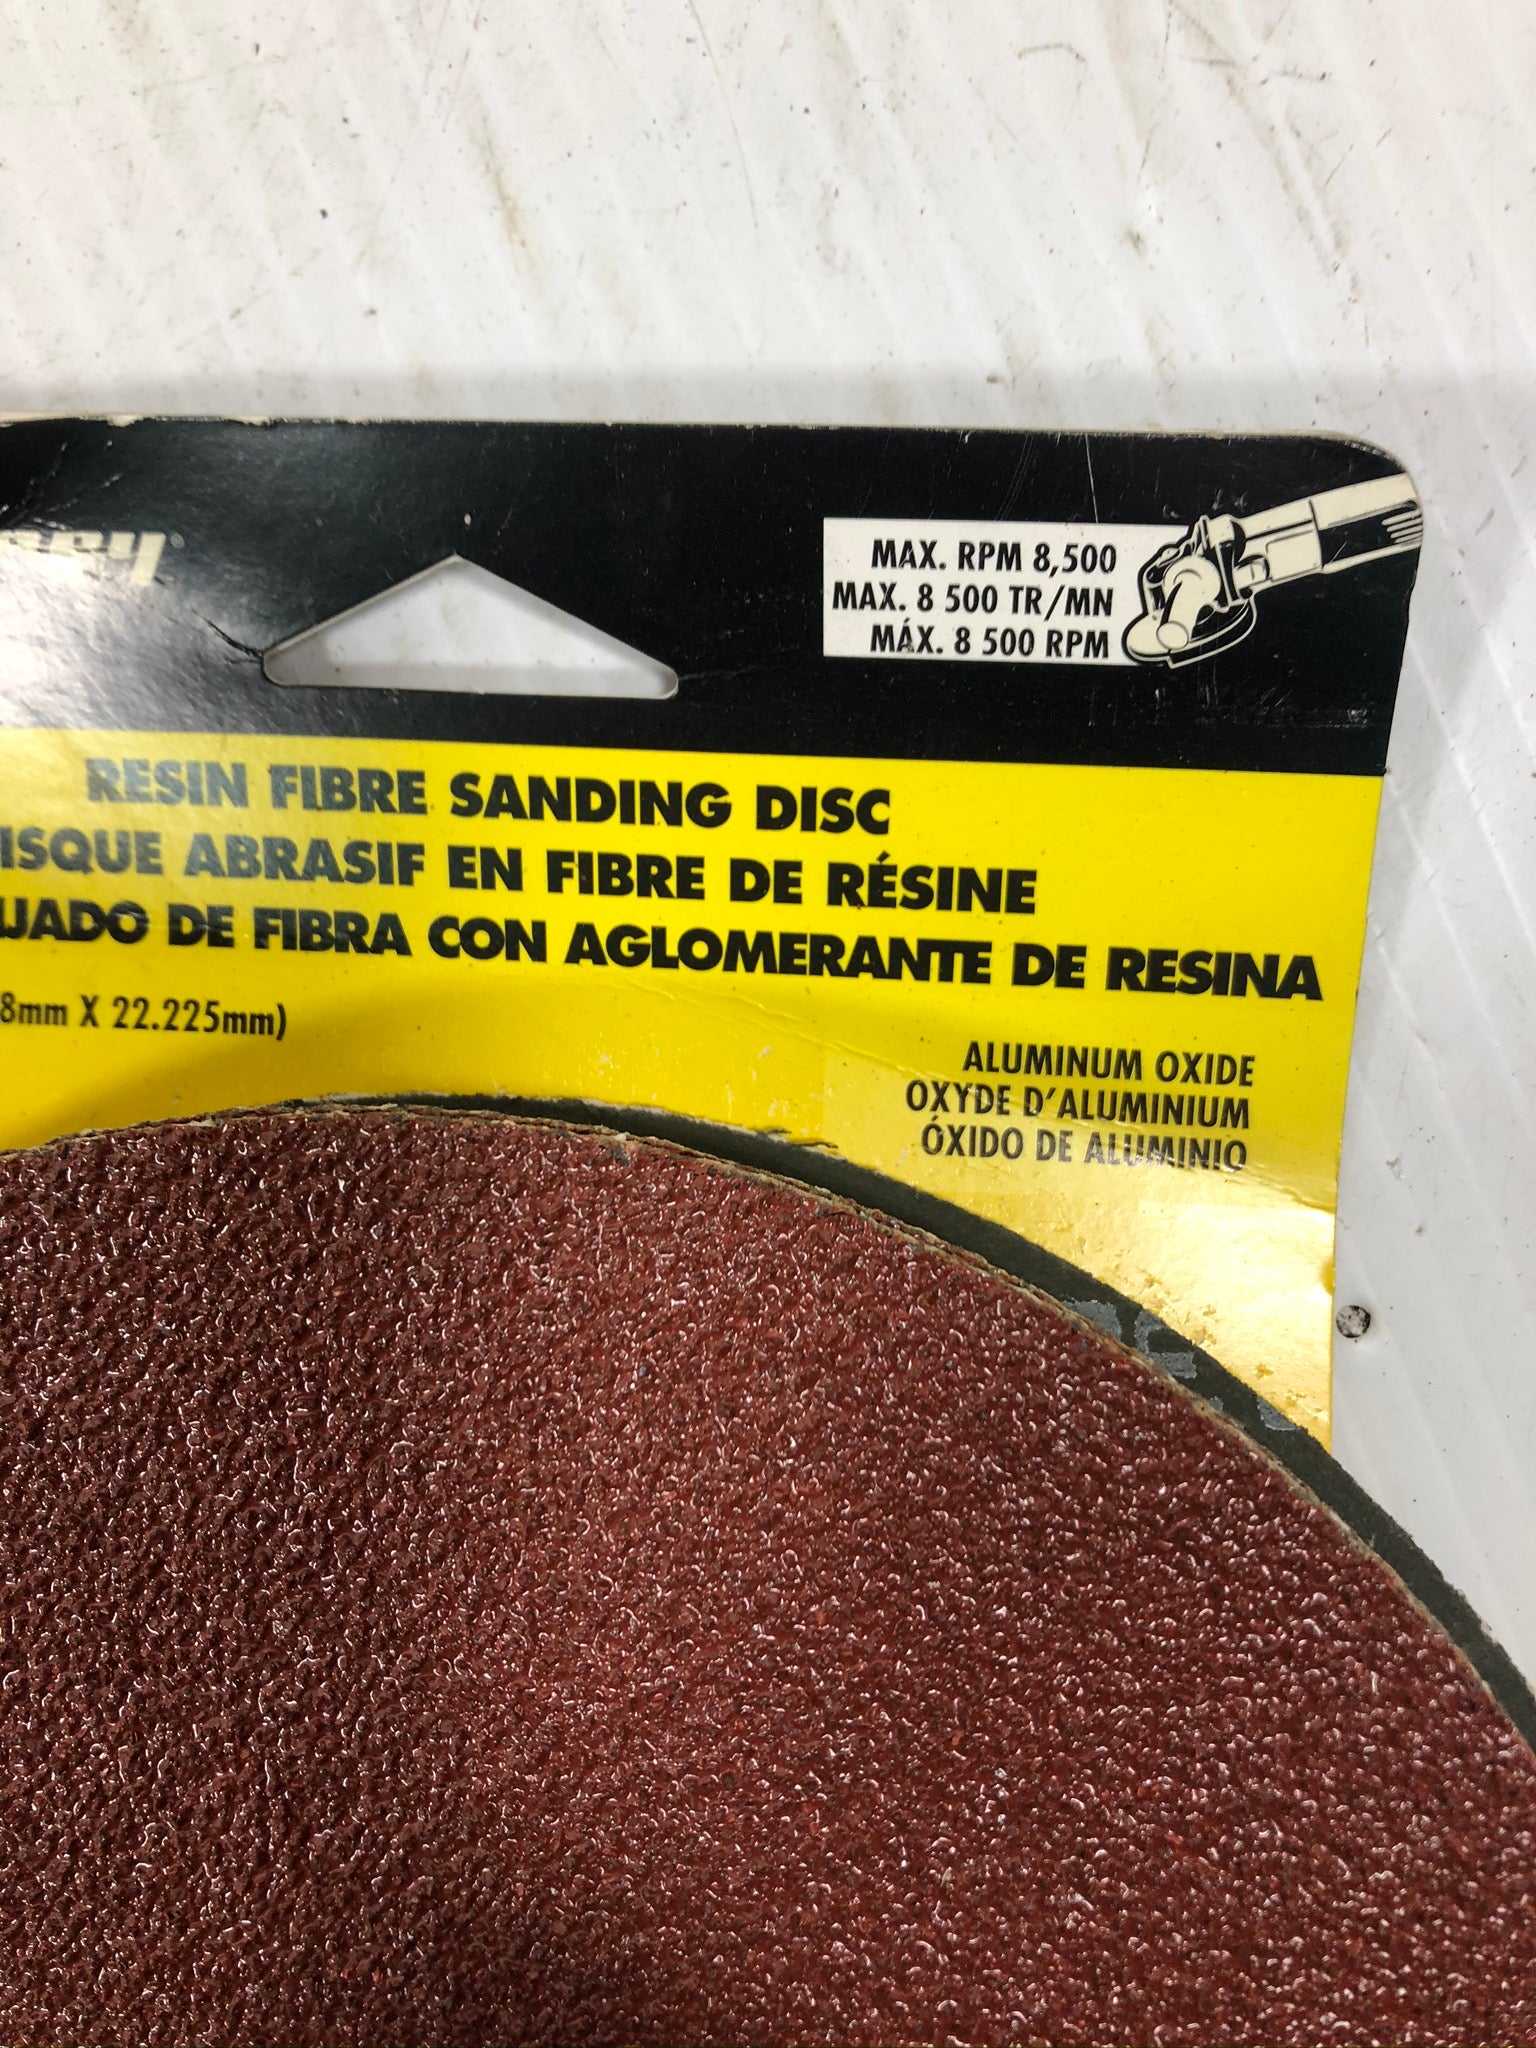 MAX. RPM 8,500
MAX. 8 500 TR/MN
MÁX. 8 500 RPM
RESIN FIBRE SANDING DISC
ISQUE ABRASIF EN FIBRE DE RÉSINE
UADO DE FIBRA CON AGLOMERANTE DE RESINA
8mm X 22.225mm)
ALUMINUM OXIDE
OXYDE D'ALUMINIUM
ÓXIDO DE ALUMINIO